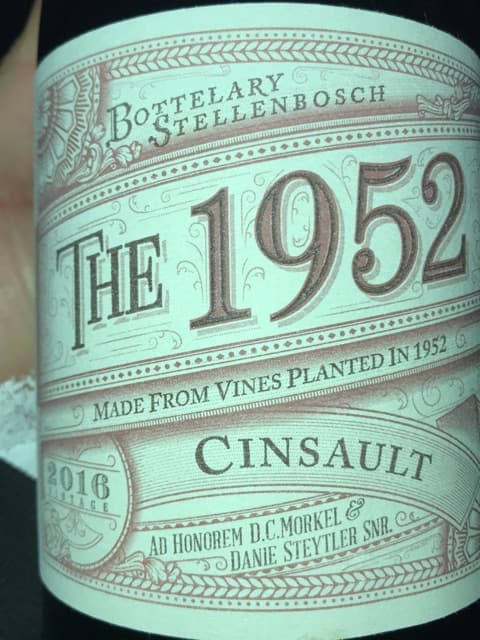 BOTTELARY
STELLENBOSCH
THE 1952
MADE FROM VINES PLANTED IN 1952
CINSAULT
2016
VINTAGE
AD HONOREM D.C.MORKEL &
DANIE STEYTLER SNR.